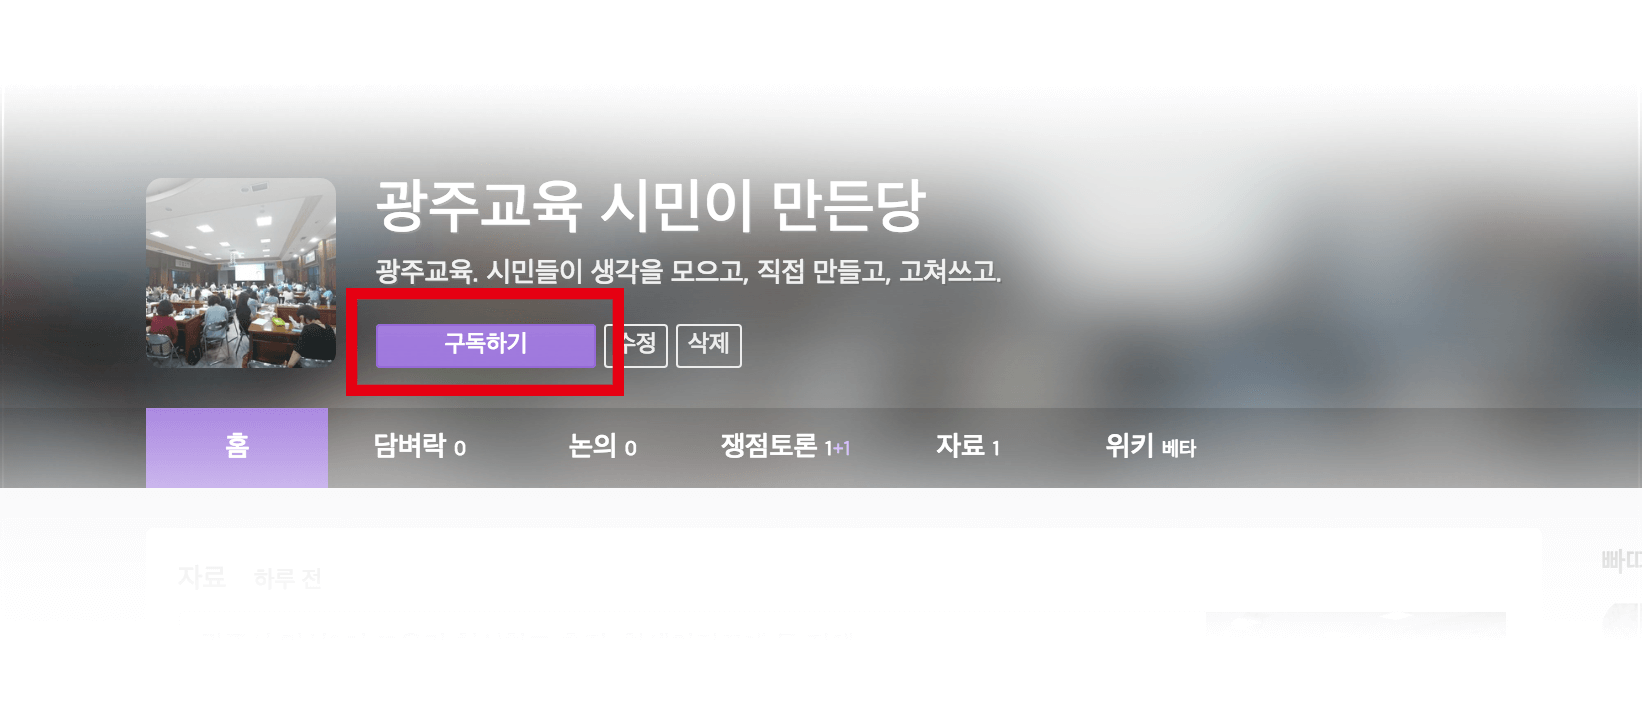 광주교육 시민이 만든당
광주교육. 시민들이 생각을 모으고, 직접 만들고, 고쳐쓰고.
구독하기 수정 삭제
홈 담벼락 0 논의 0 쟁점토론 1+1 자료 1 위키 베타
자료 하루 전